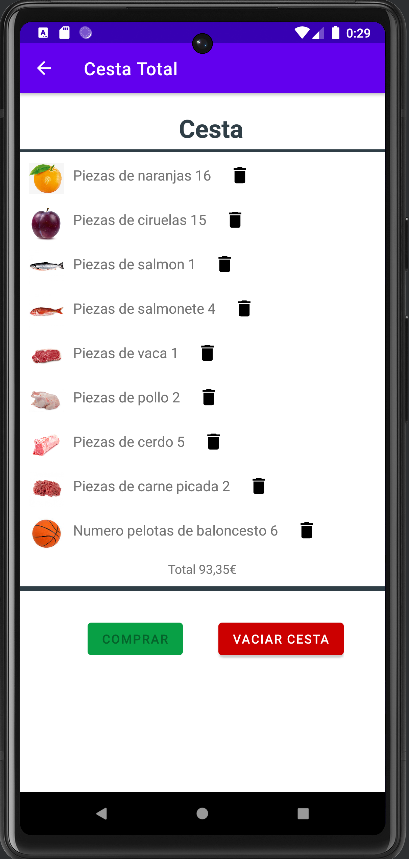 0:29
Cesta Total
Cesta
Piezas de naranjas 16
Piezas de ciruelas 15
Piezas de salmon 1
Piezas de salmonete 4
Piezas de vaca 1
Piezas de pollo 2
Piezas de cerdo 5
Piezas de carne picada 2
Numero pelotas de baloncesto 6
Total 93,35€
COMPRAR VACIAR CESTA